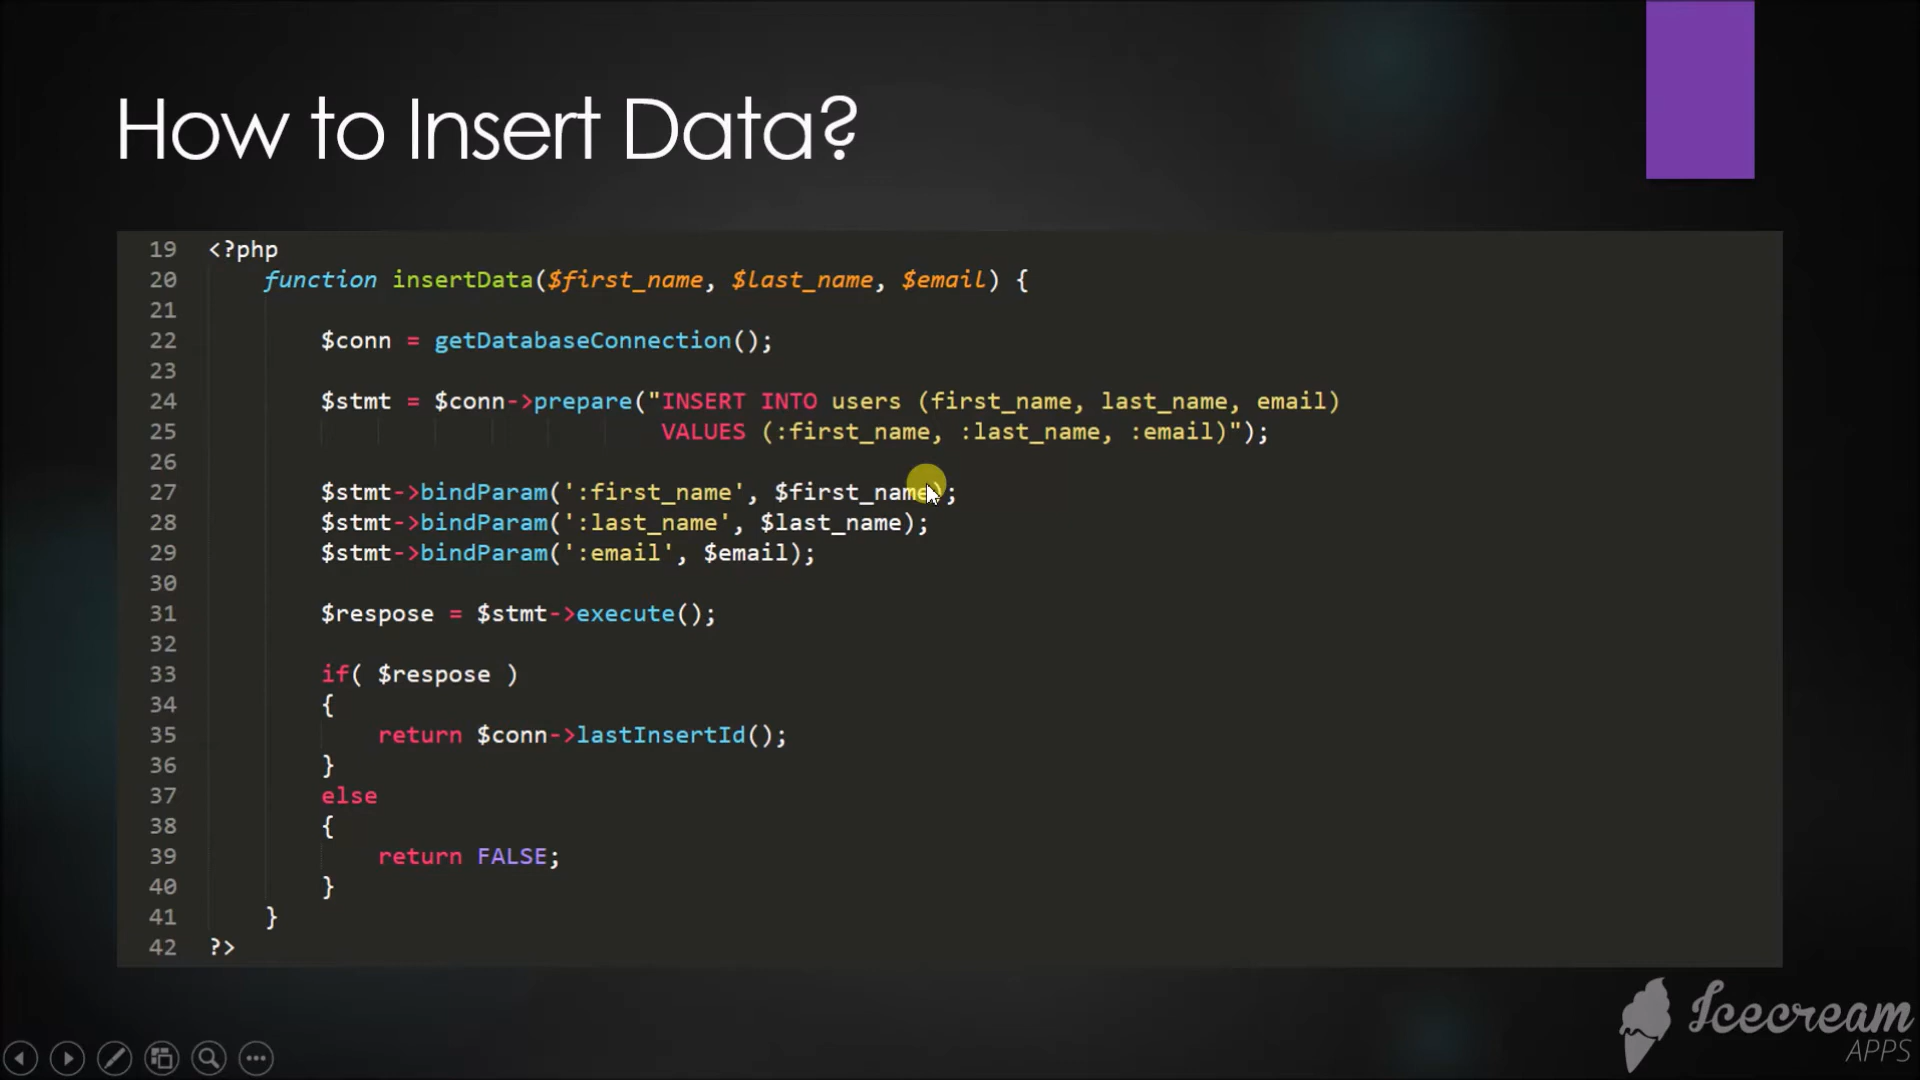 How to Insert Data?
19 <?php
20 function insertData($first_name, $last_name, $email) {
21
22 $conn = getDatabaseConnection();
23
24 $stmt = $conn->prepare("INSERT INTO users (first_name, last_name, email)
25 VALUES (:first_name, :last_name, :email)");
26
27 $stmt->bindParam(':first_name', $first_name);
28 $stmt->bindParam(':last_name', $last_name);
29 $stmt->bindParam(':email', $email);
30
31 $respose = $stmt->execute();
32
33 if( $respose )
34 {
35 return $conn->lastInsertId();
36 }
37 else
38 {
39 return FALSE;
40 }
41 }
42 ?>
Icecream
APPS